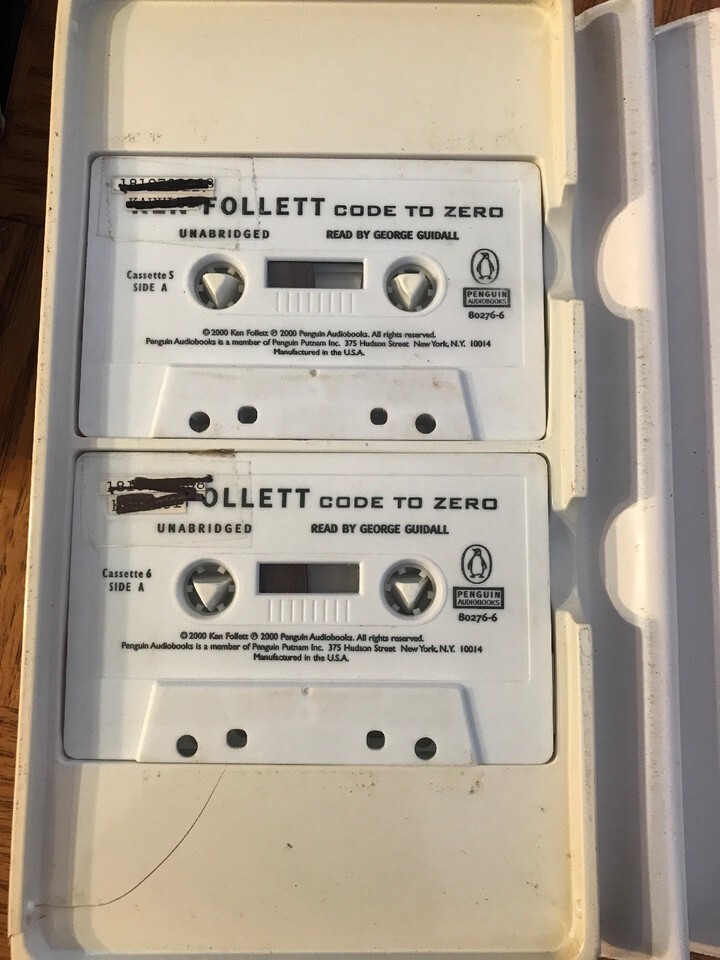 KEN FOLLETT CODE TO ZERO
UNABRIDGED READ BY GEORGE GUIDALL
Cassette 5
SIDE A
PENGUIN
AUDIOBOOKS
80276-6
© 2000 Ken Follett ℗ 2000 Penguin Audiobooks. All rights reserved.
Penguin Audiobooks is a member of Penguin Putnam Inc. 375 Hudson Street New York, N.Y. 10014
Manufactured in the U.S.A.
OLLETT CODE TO ZERO
UNABRIDGED READ BY GEORGE GUIDALL
Cassette 6
SIDE A
PENGUIN
AUDIOBOOKS
80276-6
© 2000 Ken Follett ℗ 2000 Penguin Audiobooks. All rights reserved.
Penguin Audiobooks is a member of Penguin Putnam Inc. 375 Hudson Street New York, N.Y. 10014
Manufactured in the U.S.A.